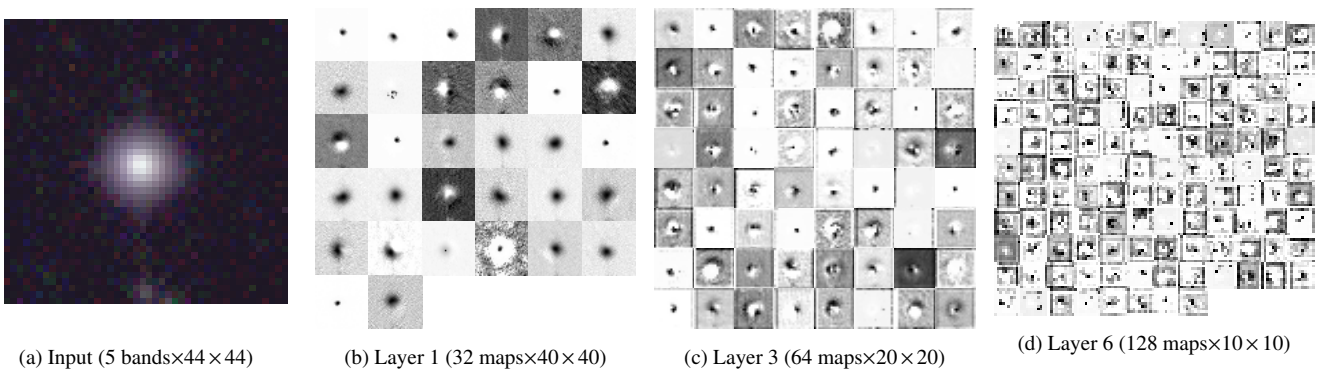 (a) Input (5 bands×44×44)
(b) Layer 1 (32 maps×40×40)
(c) Layer 3 (64 maps×20×20)
(d) Layer 6 (128 maps×10×10)